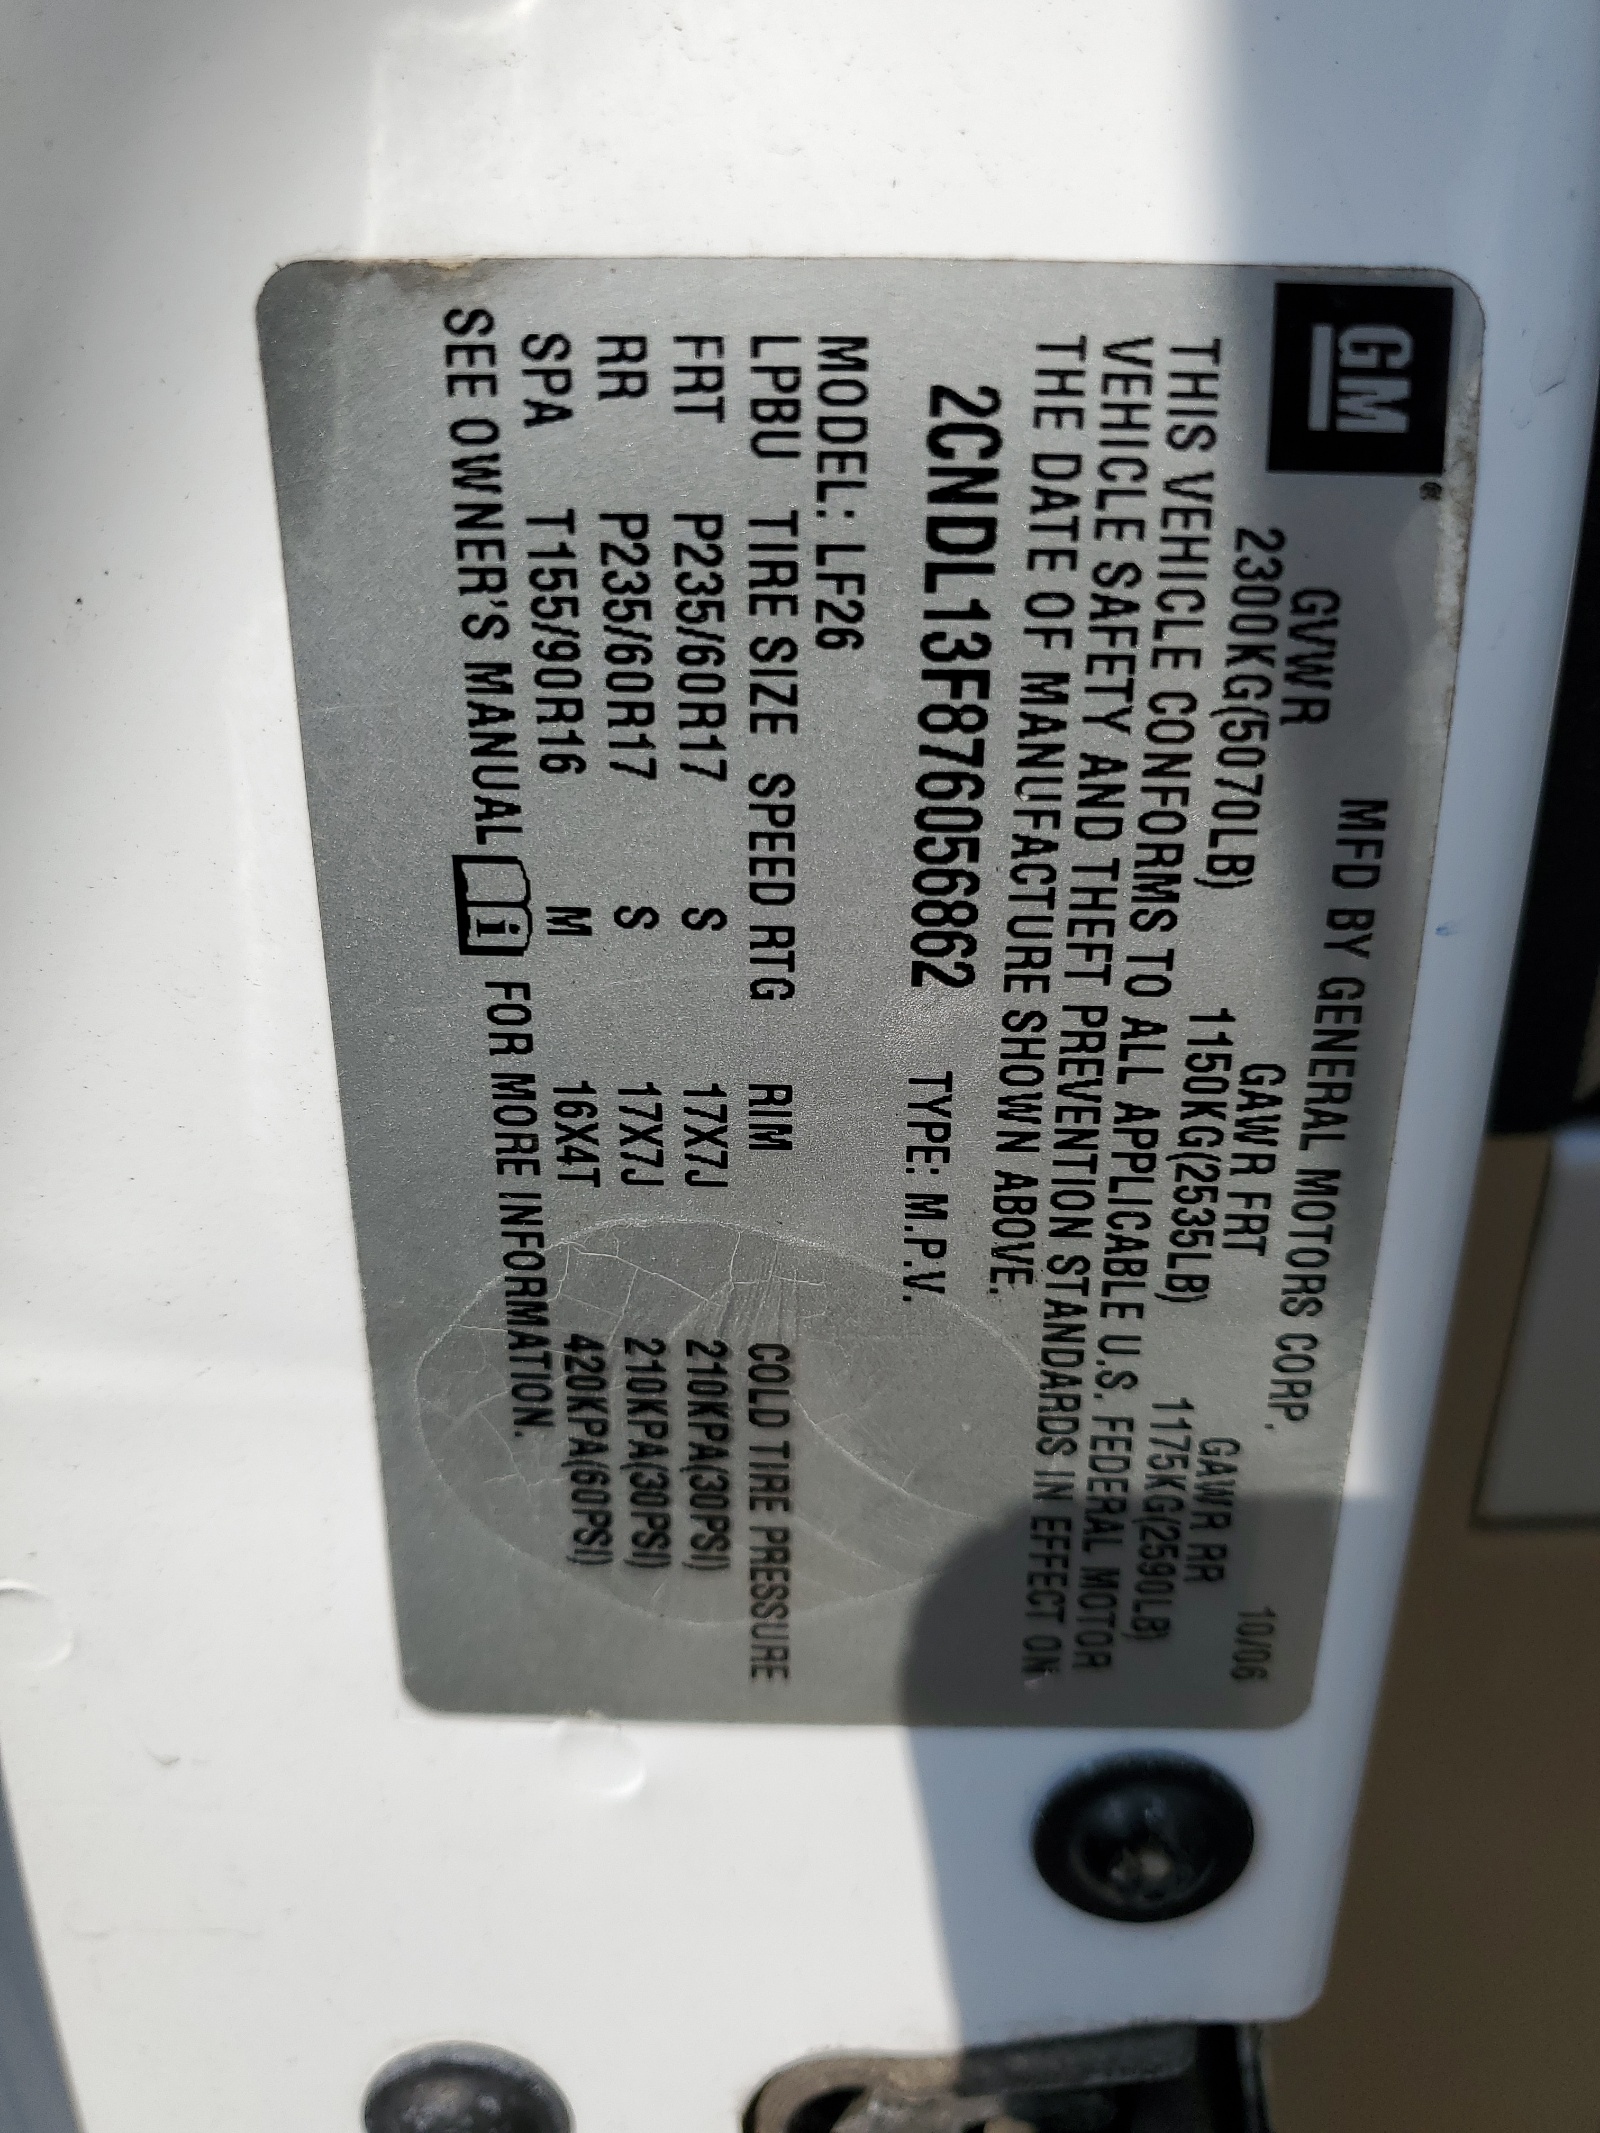 GM®
MFD BY GENERAL MOTORS CORP. 10/06
GVWR GAWR FRT GAWR RR
2300KG(5070LB) 1150KG(2535LB) 1175KG(2590LB)
THIS VEHICLE CONFORMS TO ALL APPLICABLE U.S. FEDERAL MOTOR
VEHICLE SAFETY AND THEFT PREVENTION STANDARDS IN EFFECT ON
THE DATE OF MANUFACTURE SHOWN ABOVE.
2CNDL13F876056862 TYPE: M.P.V.
MODEL: LF26
LPBU TIRE SIZE SPEED RTG RIM COLD TIRE PRESSURE
FRT P235/60R17 S 17X7J 210KPA(30PSI)
RR P235/60R17 S 17X7J 210KPA(30PSI)
SPA T155/90R16 M 16X4T 420KPA(60PSI)
SEE OWNER'S MANUAL i FOR MORE INFORMATION.